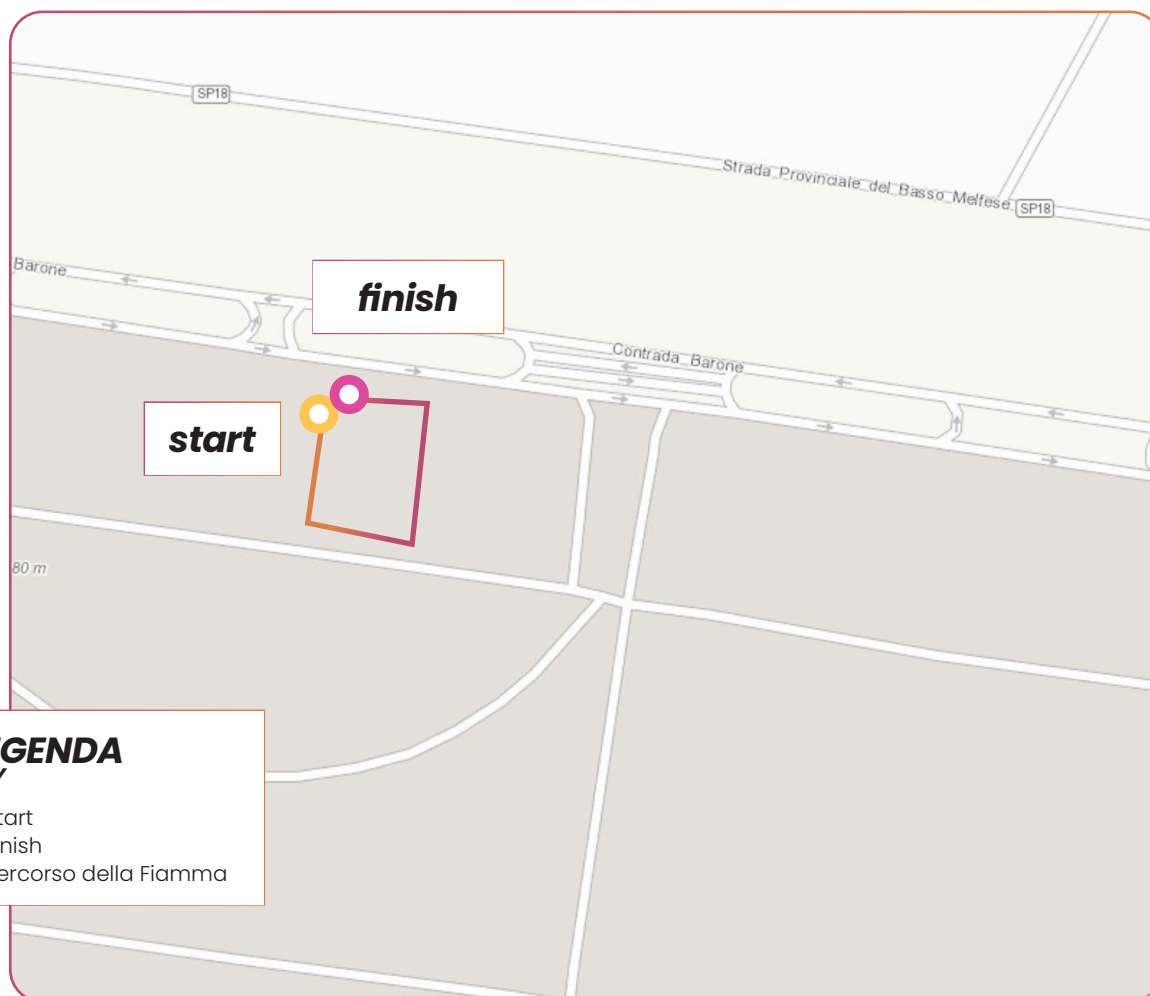 SP18
Strada Provinciale del Basso Melfese
SP18
Barone
finish
Contrada Barone
start
80 m
GENDA
tart
nish
ercorso della Fiamma